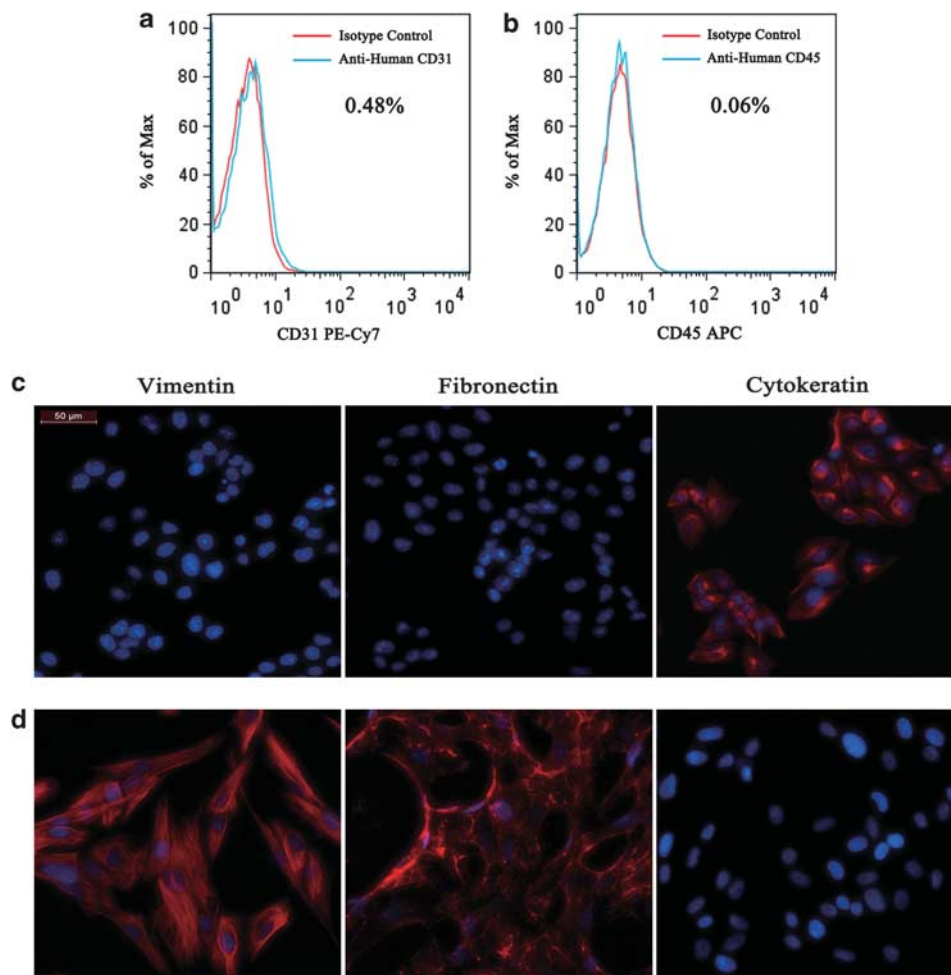 a
100
80
60
40
20
0
% of Max
Isotype Control
Anti-Human CD31
0.48%
10^0 10^1 10^2 10^3 10^4
CD31 PE-Cy7
b
100
80
60
40
20
0
% of Max
Isotype Control
Anti-Human CD45
0.06%
10^0 10^1 10^2 10^3 10^4
CD45 APC
c
Vimentin Fibronectin Cytokeratin
50 µm
d